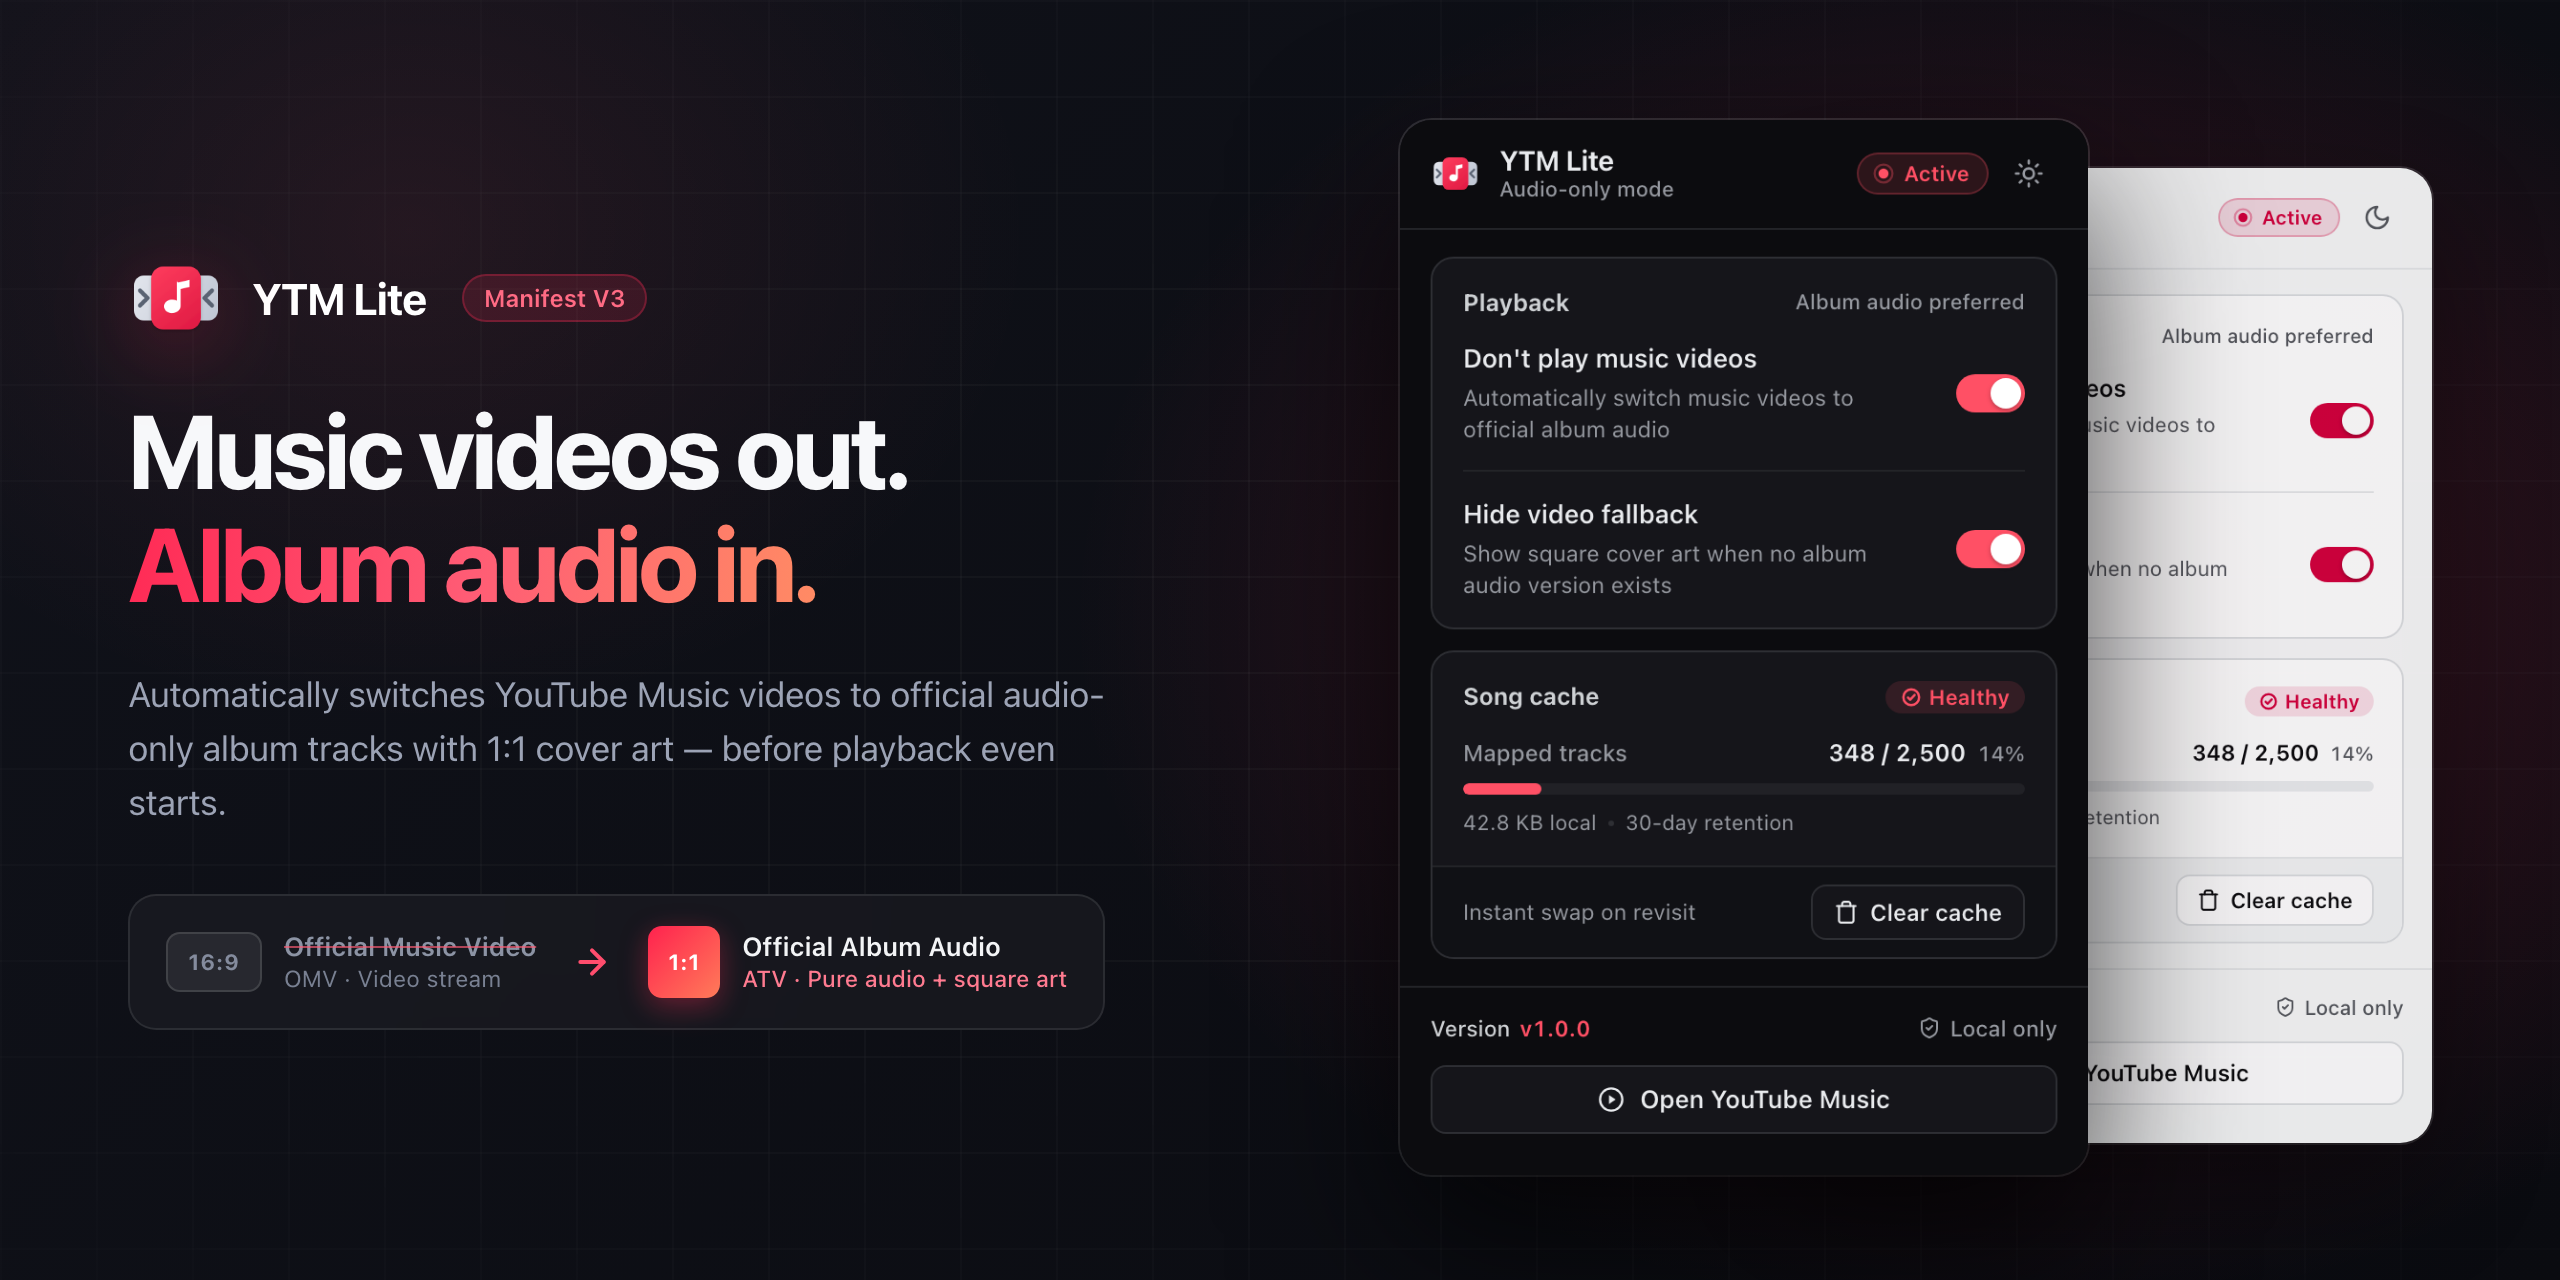 YTM Lite
Manifest V3
Music videos out.
Album audio in.
Automatically switches YouTube Music videos to official audio-
only album tracks with 1:1 cover art — before playback even
starts.
16:9
Official Music Video
OMV · Video stream
1:1
Official Album Audio
ATV · Pure audio + square art
YTM Lite
Audio-only mode
Active
Playback
Album audio preferred
Don't play music videos
Automatically switch music videos to
official album audio
Hide video fallback
Show square cover art when no album
audio version exists
Song cache
Healthy
Mapped tracks
348 / 2,500 14%
42.8 KB local • 30-day retention
Instant swap on revisit
Clear cache
Version v1.0.0
Local only
Open YouTube Music
Active
Album audio preferred
eos
usic videos to
when no album
Healthy
348 / 2,500 14%
etention
Clear cache
Local only
YouTube Music